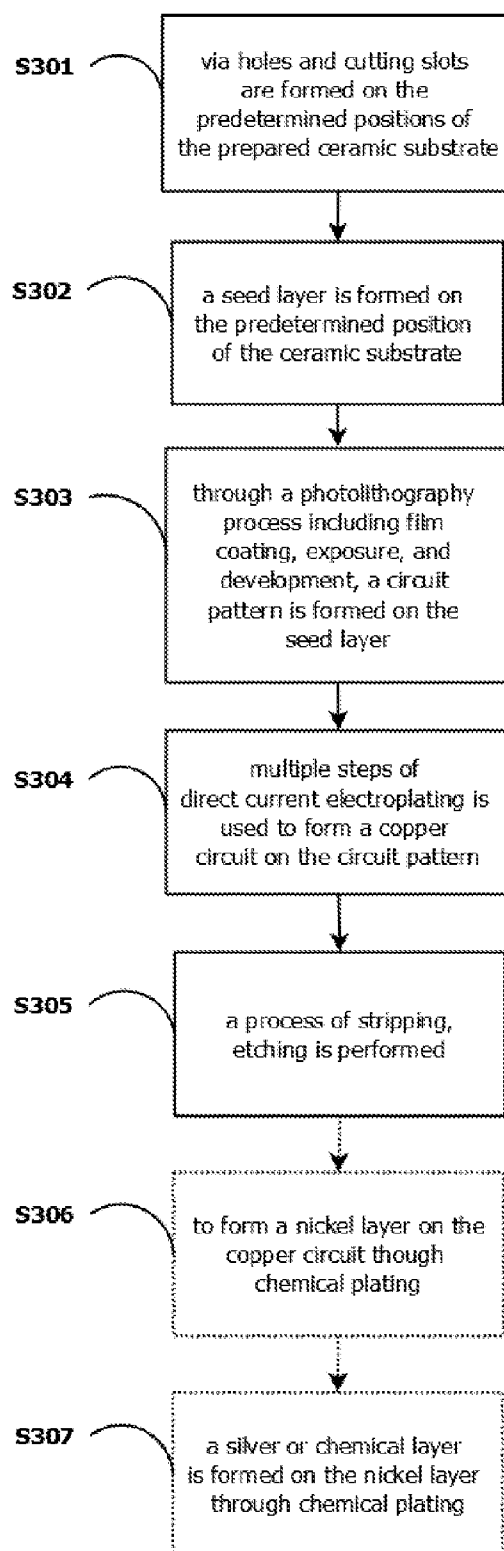 S301
via holes and cutting slots
are formed on the
predetermined positions of
the prepared ceramic substrate
S302
a seed layer is formed on
the predetermined position
of the ceramic substrate
S303
through a photolithography
process including film
coating, exposure, and
development, a circuit
pattern is formed on the
seed layer
S304
multiple steps of
direct current electroplating is
used to form a copper
circuit on the circuit pattern
S305
a process of stripping,
etching is performed
S306
to form a nickel layer on the
copper circuit though
chemical plating
S307
a silver or chemical layer
is formed on the nickel layer
through chemical plating